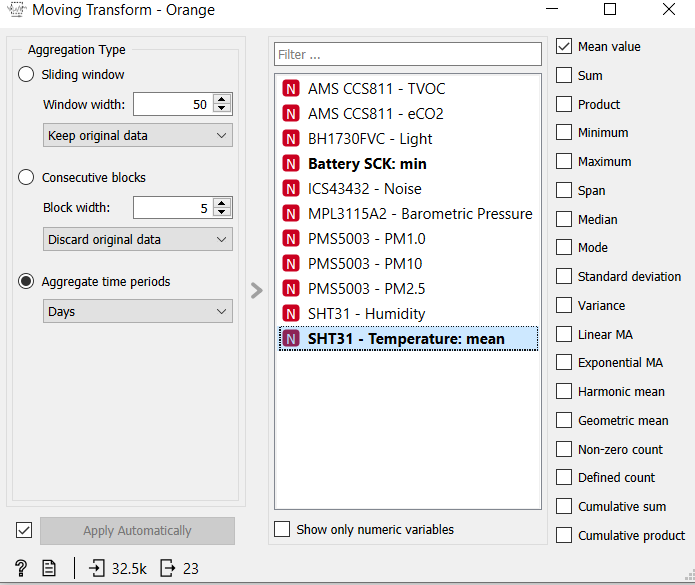 Moving Transform - Orange
Aggregation Type
Sliding window
Window width: 50
Keep original data
Consecutive blocks
Block width: 5
Discard original data
Aggregate time periods
Days
Apply Automatically
? 32.5k 23
Filter ...
N AMS CCS811 - TVOC
N AMS CCS811 - eCO2
N BH1730FVC - Light
N Battery SCK: min
N ICS43432 - Noise
N MPL3115A2 - Barometric Pressure
N PMS5003 - PM1.0
N PMS5003 - PM10
N PMS5003 - PM2.5
N SHT31 - Humidity
N SHT31 - Temperature: mean
Show only numeric variables
Mean value
Sum
Product
Minimum
Maximum
Span
Median
Mode
Standard deviation
Variance
Linear MA
Exponential MA
Harmonic mean
Geometric mean
Non-zero count
Defined count
Cumulative sum
Cumulative product